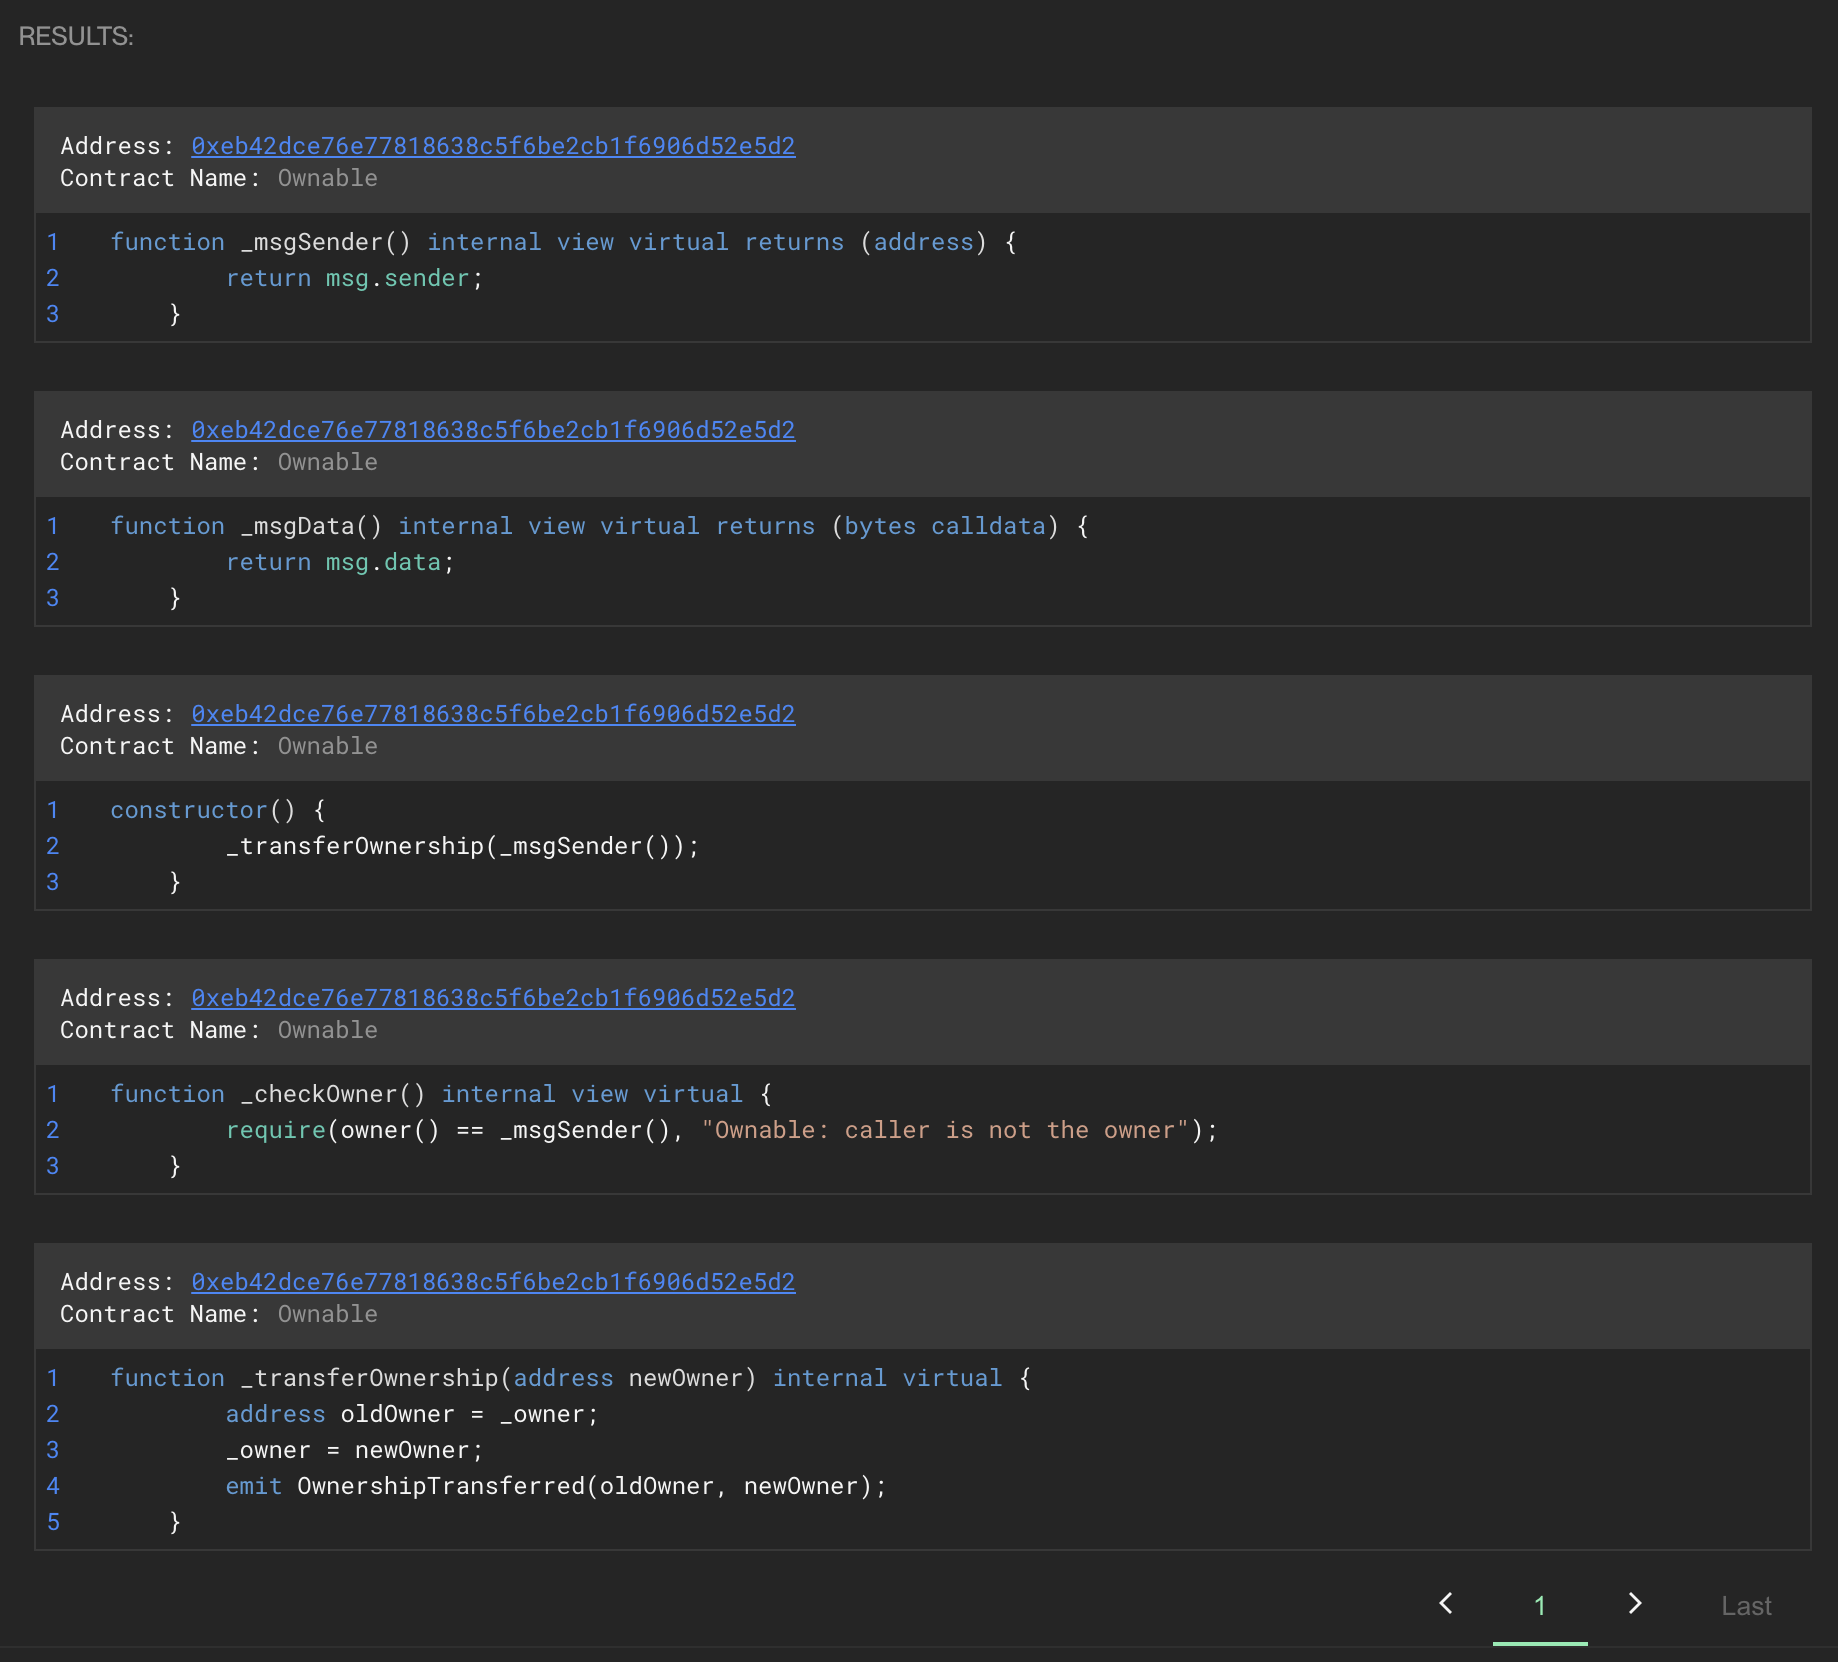 RESULTS:
Address: 0xeb42dce76e77818638c5f6be2cb1f6906d52e5d2
Contract Name: Ownable
1 function _msgSender() internal view virtual returns (address) {
2 return msg.sender;
3 }
Address: 0xeb42dce76e77818638c5f6be2cb1f6906d52e5d2
Contract Name: Ownable
1 function _msgData() internal view virtual returns (bytes calldata) {
2 return msg.data;
3 }
Address: 0xeb42dce76e77818638c5f6be2cb1f6906d52e5d2
Contract Name: Ownable
1 constructor() {
2 _transferOwnership(_msgSender());
3 }
Address: 0xeb42dce76e77818638c5f6be2cb1f6906d52e5d2
Contract Name: Ownable
1 function _checkOwner() internal view virtual {
2 require(owner() == _msgSender(), "Ownable: caller is not the owner");
3 }
Address: 0xeb42dce76e77818638c5f6be2cb1f6906d52e5d2
Contract Name: Ownable
1 function _transferOwnership(address newOwner) internal virtual {
2 address oldOwner = _owner;
3 _owner = newOwner;
4 emit OwnershipTransferred(oldOwner, newOwner);
5 }
1 Last